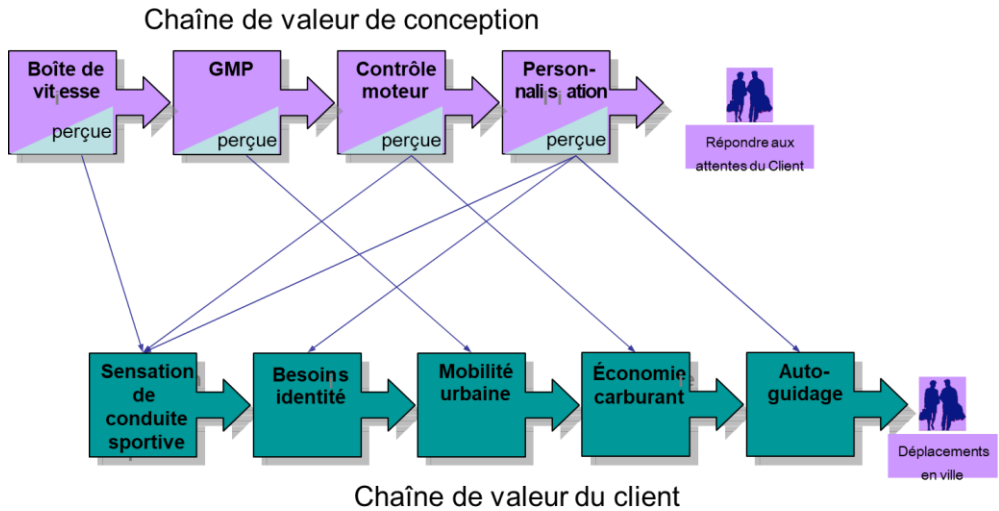 Chaîne de valeur de conception
Boîte de
vitesse
perçue
GMP
perçue
Contrôle
moteur
perçue
Person-
nalisation
perçue
Répondre aux
attentes du Client
Sensation
de
conduite
sportive
Besoins
identité
Mobilité
urbaine
Économie
carburant
Auto-
guidage
Déplacements
en ville
Chaîne de valeur du client